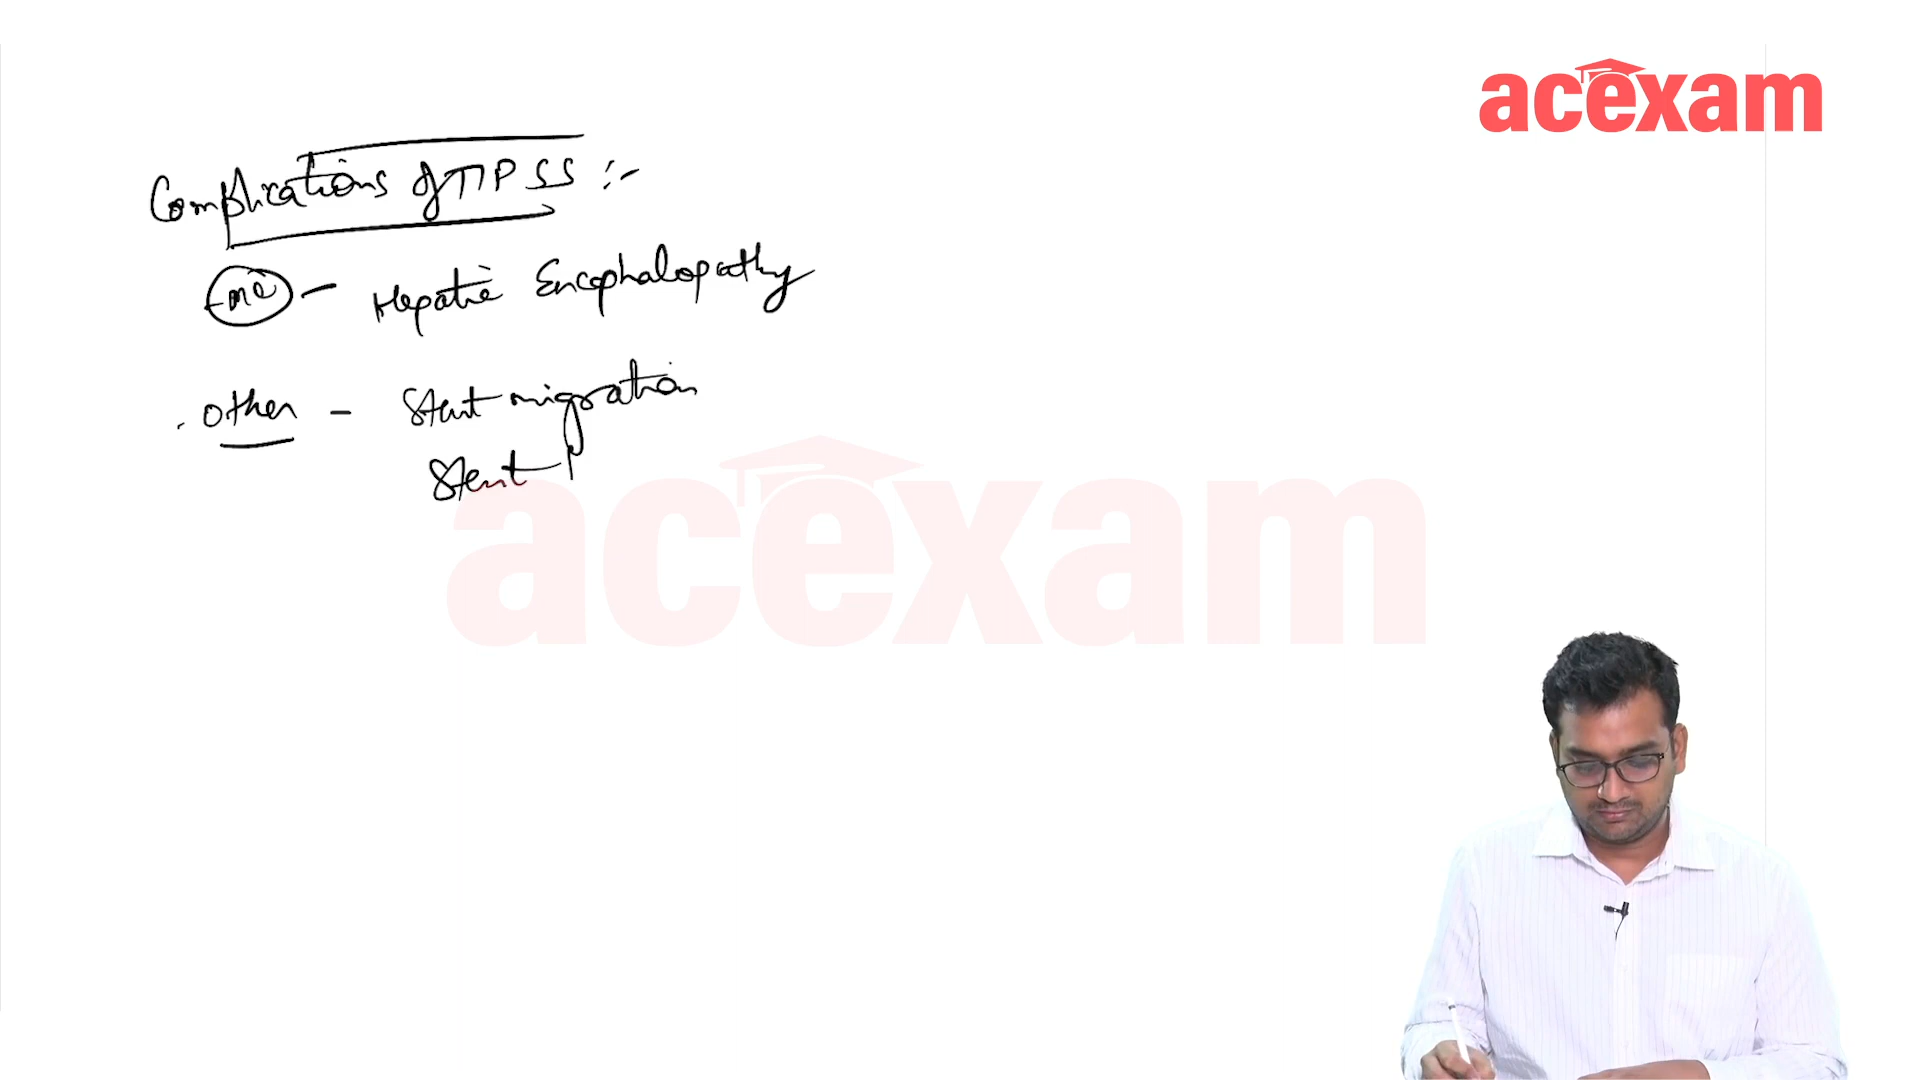 acexam
Complications of TIPSS :-
mc - Hepatic Encephalopathy
. Other - Stent migration
Stent
acexam